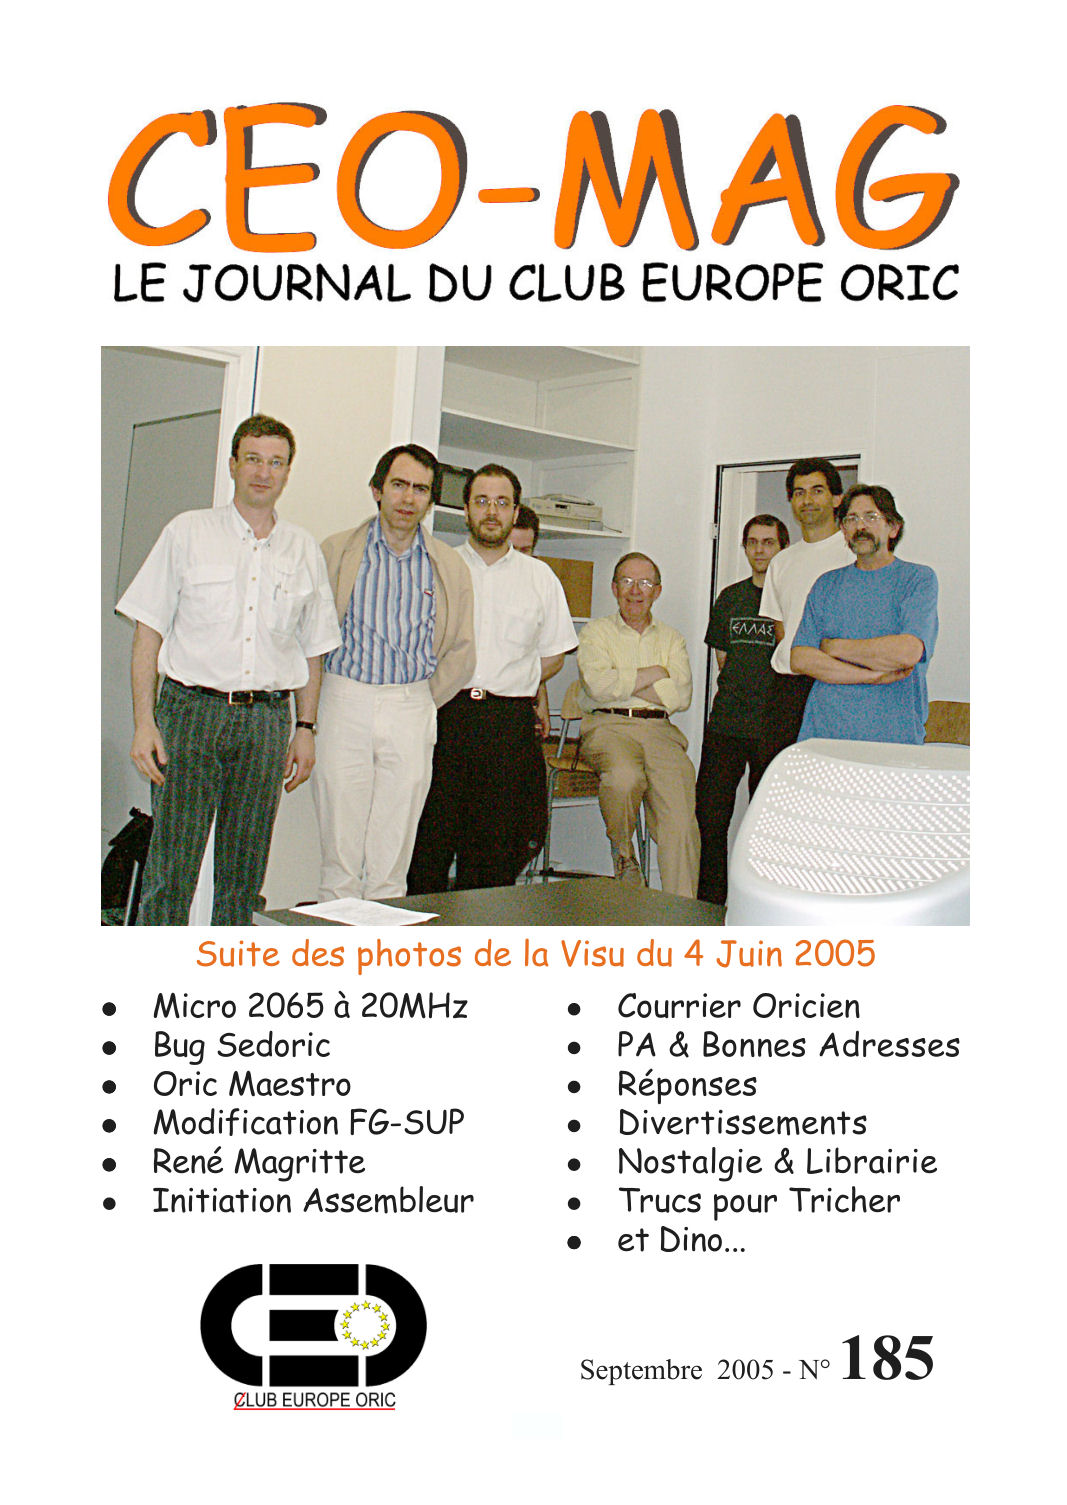 CEO-MAG
LE JOURNAL DU CLUB EUROPE ORIC
ΕΛΛΑΣ
Suite des photos de la Visu du 4 Juin 2005
• Micro 2065 à 20MHz
• Bug Sedoric
• Oric Maestro
• Modification FG-SUP
• René Magritte
• Initiation Assembleur
• Courrier Oricien
• PA & Bonnes Adresses
• Réponses
• Divertissements
• Nostalgie & Librairie
• Trucs pour Tricher
• et Dino...
CEO
CLUB EUROPE ORIC
Septembre 2005 - N° 185